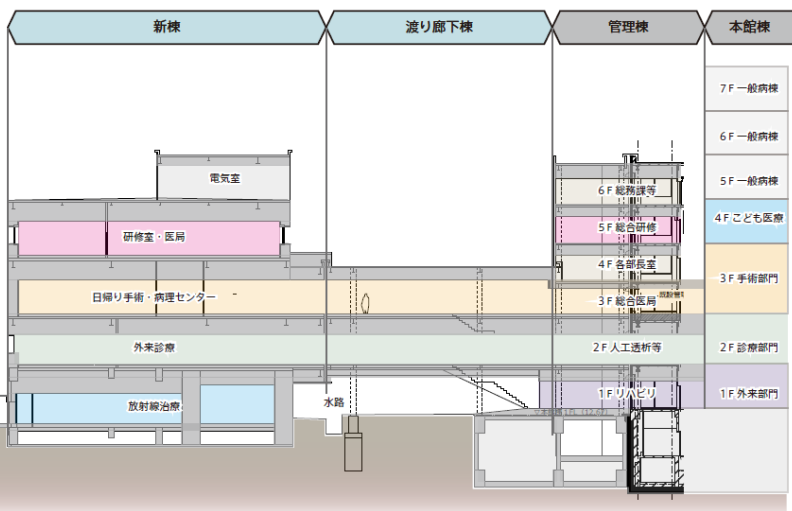 新棟
渡り廊下棟
管理棟
本館棟
7F 一般病棟
6F 一般病棟
5F 一般病棟
4F こども医療
3F 手術部門
2F 診療部門
1F 外来部門
電気室
研修室・医局
日帰り手術・病理センター
外来診療
放射線治療
水路
6F 総務課等
5F 総合研修
4F 各部長室
3F 総合医局
2F 人工透析等
1F リハビリ